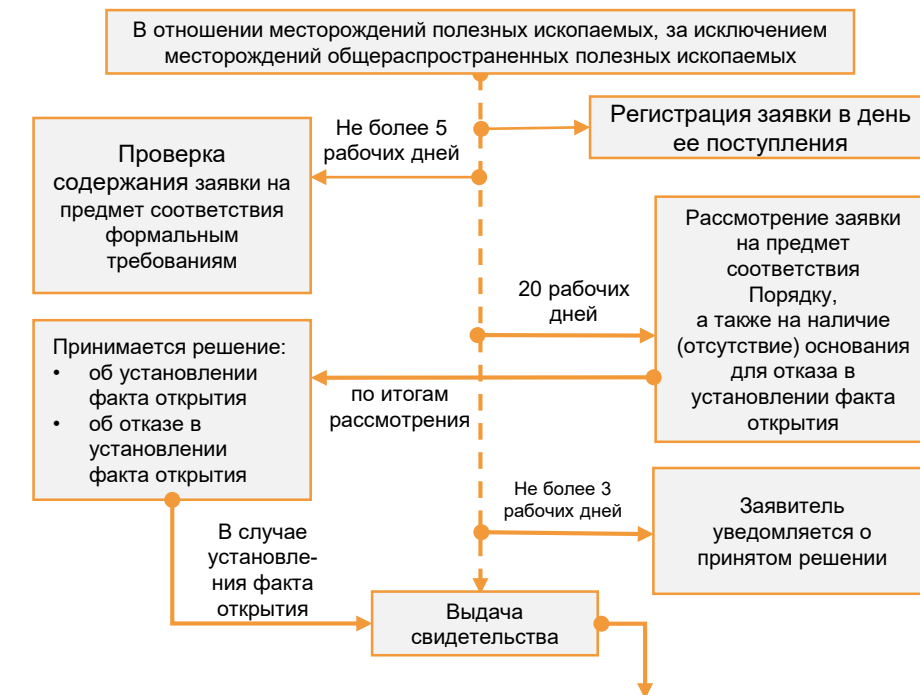 В отношении месторождений полезных ископаемых, за исключением
месторождений общераспространенных полезных ископаемых
Регистрация заявки в день
ее поступления
Не более 5
рабочих дней
Проверка
содержания заявки на
предмет соответствия
формальным
требованиям
20 рабочих
дней
Рассмотрение заявки
на предмет
соответствия
Порядку,
а также на наличие
(отсутствие) основания
для отказа в
установлении факта
открытия
по итогам
рассмотрения
Принимается решение:
• об установлении
факта открытия
• об отказе в
установлении
факта открытия
Не более 3
рабочих дней
Заявитель
уведомляется о
принятом решении
В случае
установле-
ния факта
открытия
Выдача
свидетельства